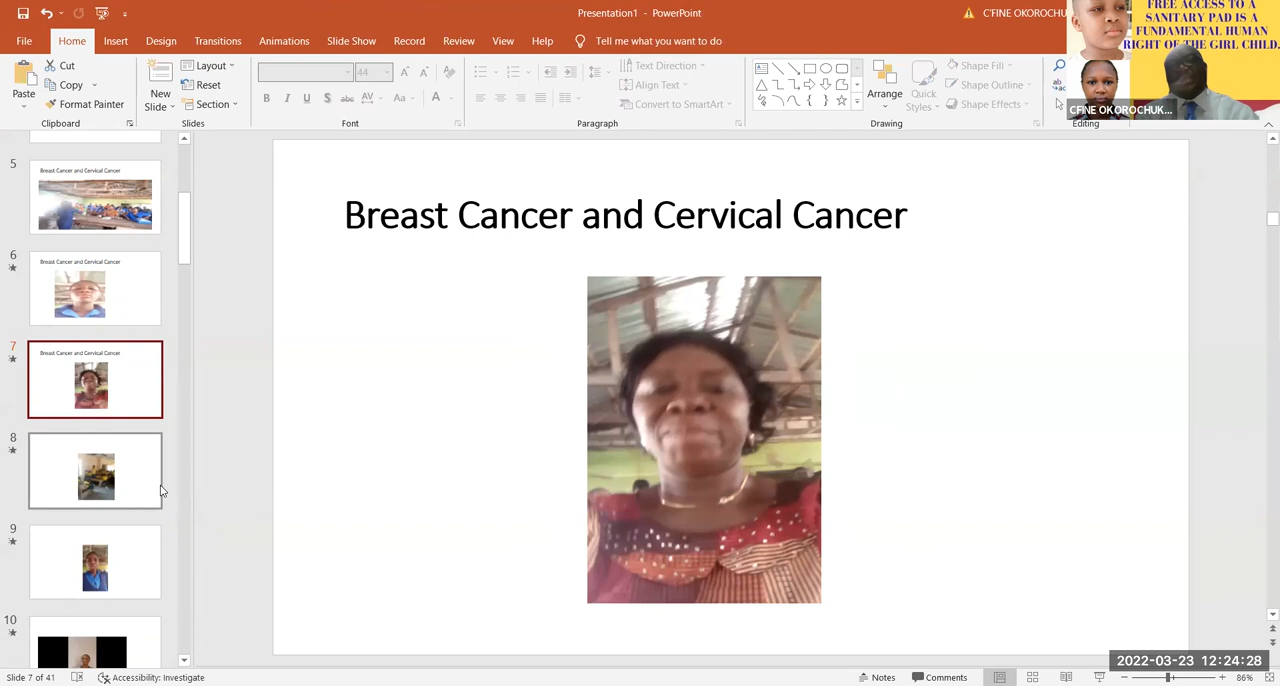 Presentation1 - PowerPoint
C'FINE OKOROCHU
FREE ACCESS TO A
SANITARY PAD IS A
FUNDAMENTAL HUMAN
RIGHT OF THE GIRL CHILD.
File Home Insert Design Transitions Animations Slide Show Record Review View Help Tell me what you want to do
Paste
Cut
Copy
Format Painter
Clipboard
New
Slide
Layout
Reset
Section
Slides
44
B I U S abc AV Aa A
Font
Text Direction
Align Text
Convert to SmartArt
Paragraph
Arrange
Quick
Styles
Shape Fill
Shape Outline
Shape Effects
Drawing
Editing
CFINE OKOROCHUK...
5
Breast Cancer and Cervical Cancer
6
Breast Cancer and Cervical Cancer
7
Breast Cancer and Cervical Cancer
8
9
10
Breast Cancer and Cervical Cancer
2022-03-23 12:24:28
Slide 7 of 41
Accessibility: Investigate
Notes
Comments
86%